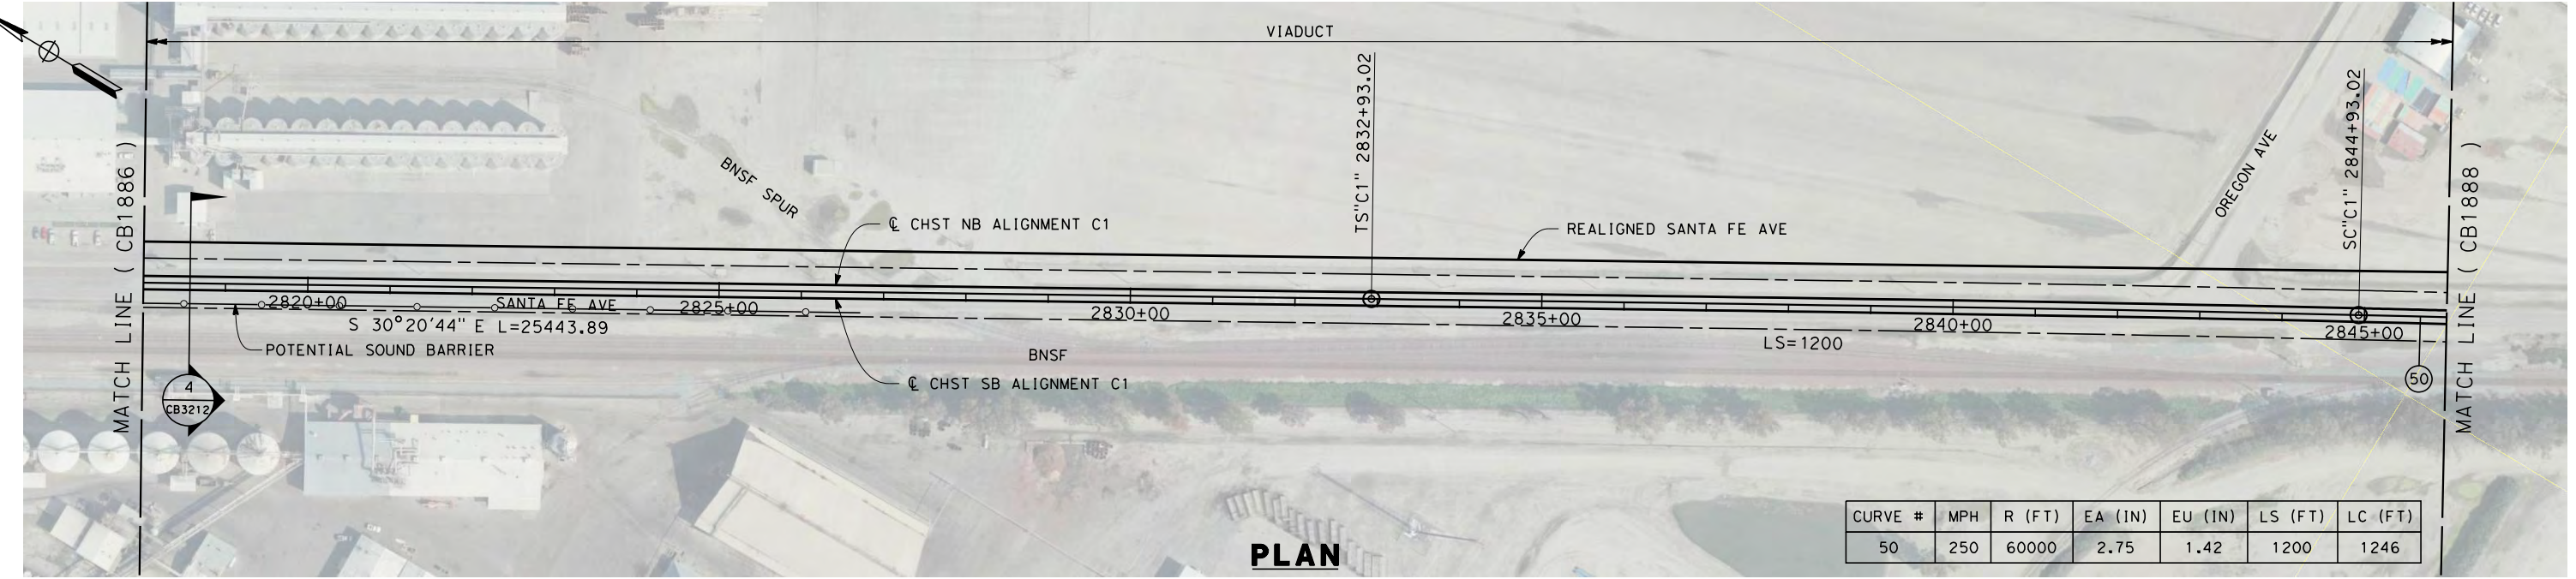 VIADUCT
MATCH LINE ( CB1886 )
TS"C1" 2832+93.02
SC"C1" 2844+93.02
MATCH LINE ( CB1888 )
OREGON AVE
BNSF SPUR
℄ CHST NB ALIGNMENT C1
REALIGNED SANTA FE AVE
2820+00
SANTA FE AVE
2825+00
2830+00
2835+00
2840+00
2845+00
S 30°20'44" E L=25443.89
LS=1200
POTENTIAL SOUND BARRIER
BNSF
℄ CHST SB ALIGNMENT C1
4
CB3212
50
CURVE # MPH R (FT) EA (IN) EU (IN) LS (FT) LC (FT)
50 250 60000 2.75 1.42 1200 1246
PLAN